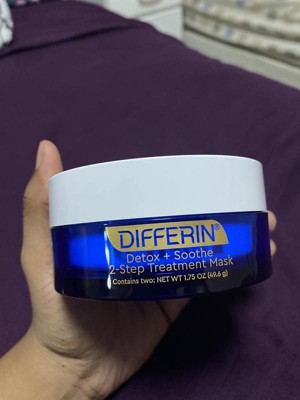 DIFFERIN®
Detox + Soothe
2-Step Treatment Mask
Contains two: NET WT 1.75 OZ (49.6 g)